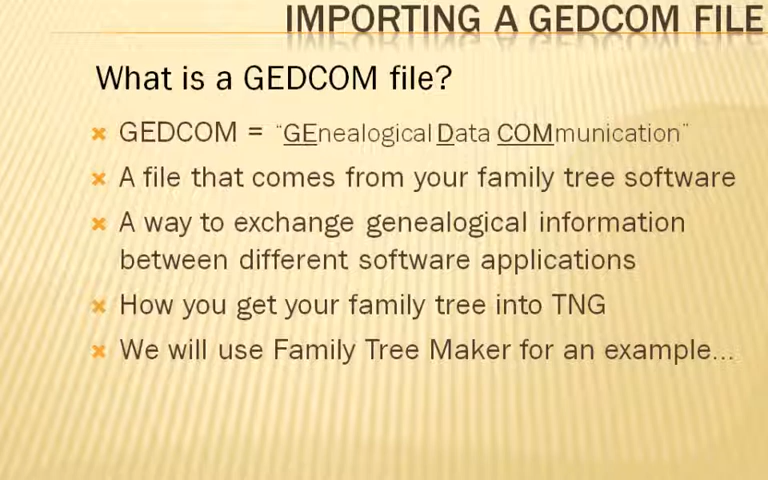 IMPORTING A GEDCOM FILE
What is a GEDCOM file?
GEDCOM = “GEnealogical Data COMmunication”
A file that comes from your family tree software
A way to exchange genealogical information
between different software applications
How you get your family tree into TNG
We will use Family Tree Maker for an example...